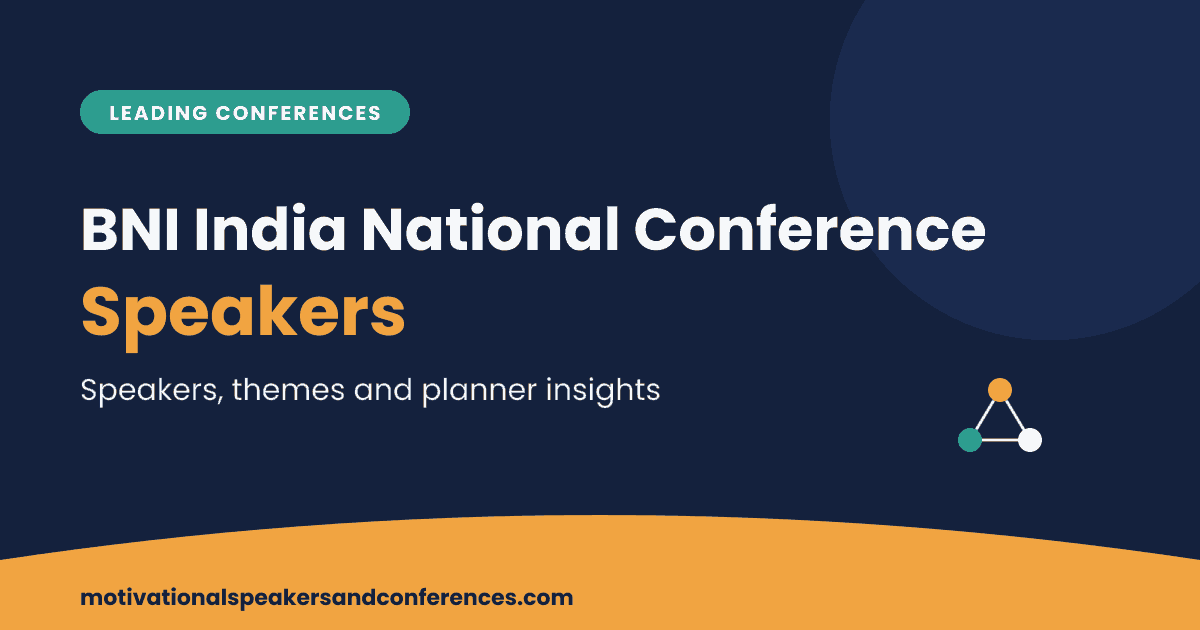 LEADING CONFERENCES
BNI India National Conference
Speakers
Speakers, themes and planner insights
motivationalspeakersandconferences.com